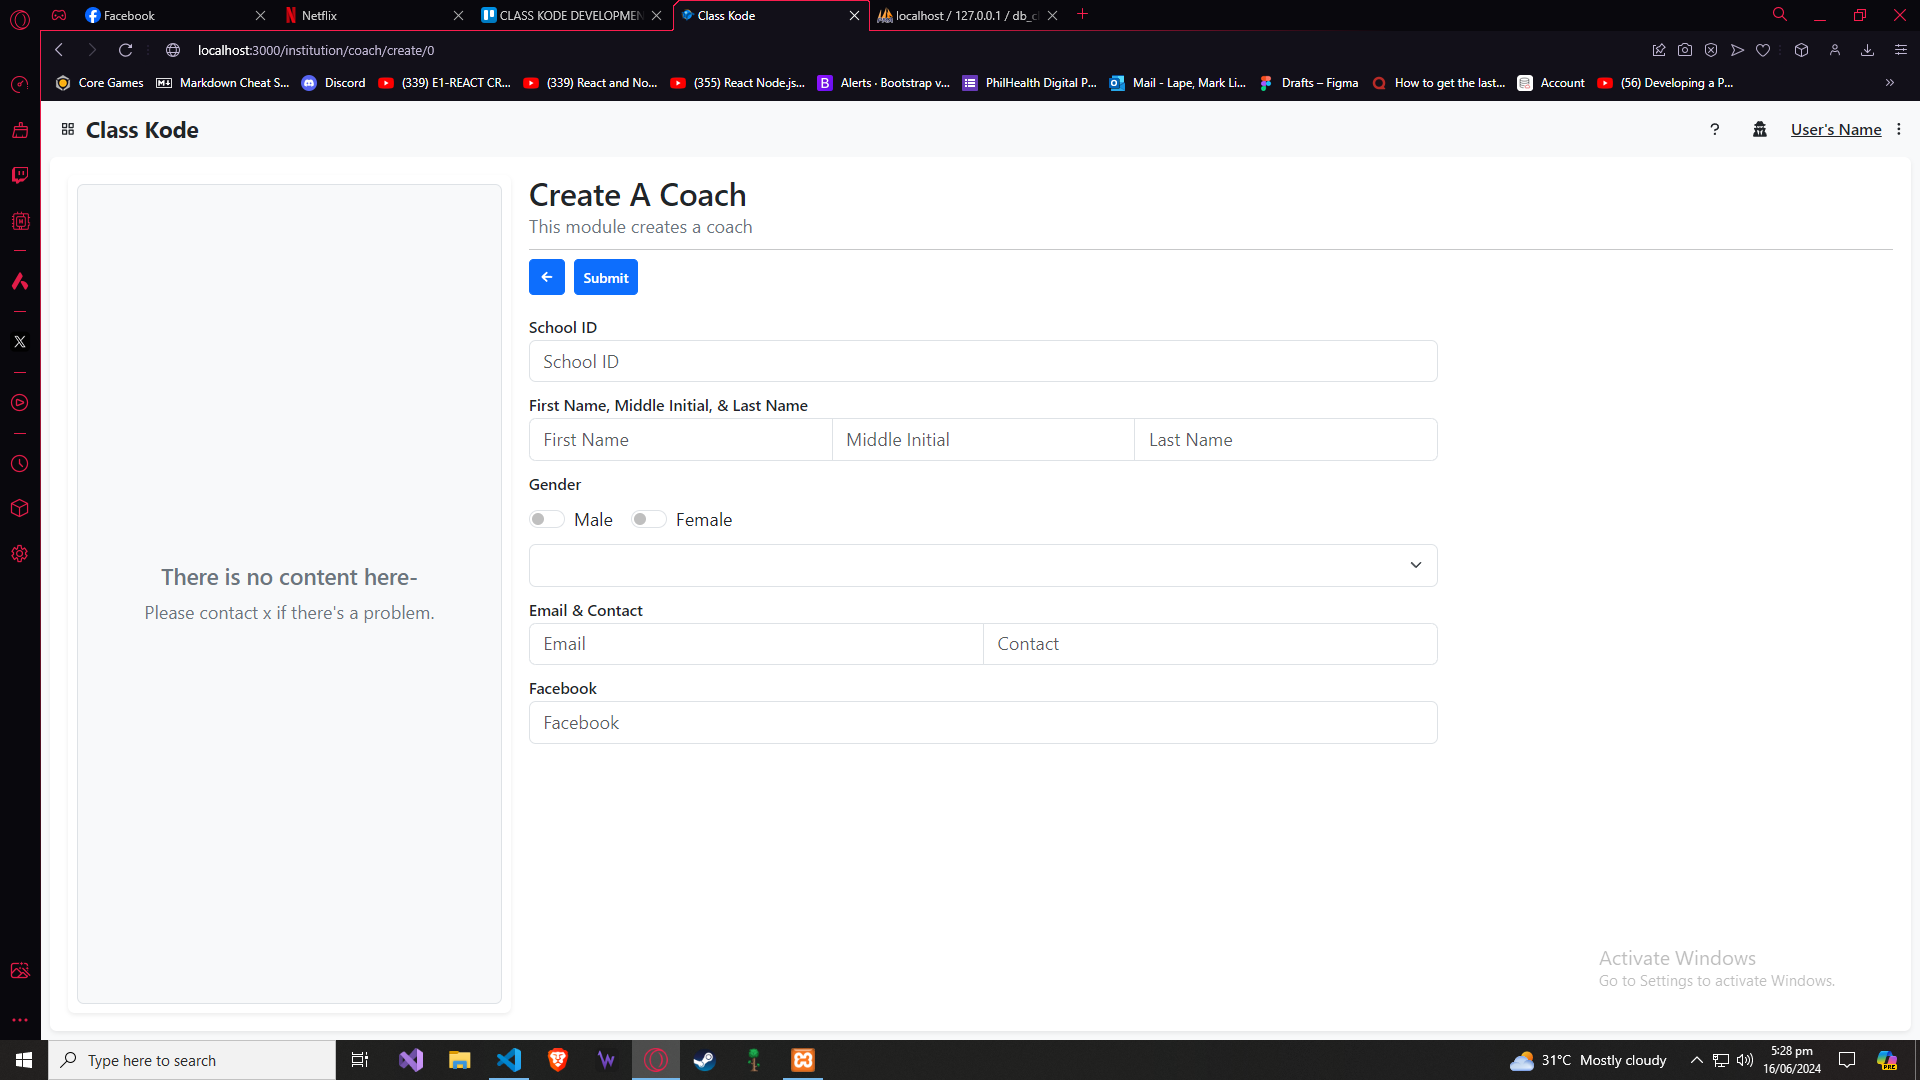 Facebook
Netflix
CLASS KODE DEVELOPMEN
Class Kode
localhost / 127.0.0.1 / db_c
localhost:3000/institution/coach/create/0
Core Games
Markdown Cheat S...
Discord
(339) E1-REACT CR...
(339) React and No...
(355) React Node.js...
Alerts · Bootstrap v...
PhilHealth Digital P...
Mail - Lape, Mark Li...
Drafts – Figma
How to get the last...
Account
(56) Developing a P...
Class Kode
?
User's Name
There is no content here-
Please contact x if there's a problem.
Create A Coach
This module creates a coach
Submit
School ID
School ID
First Name, Middle Initial, & Last Name
First Name
Middle Initial
Last Name
Gender
Male
Female
Email & Contact
Email
Contact
Facebook
Facebook
Activate Windows
Go to Settings to activate Windows.
Type here to search
31°C Mostly cloudy
5:28 pm
16/06/2024